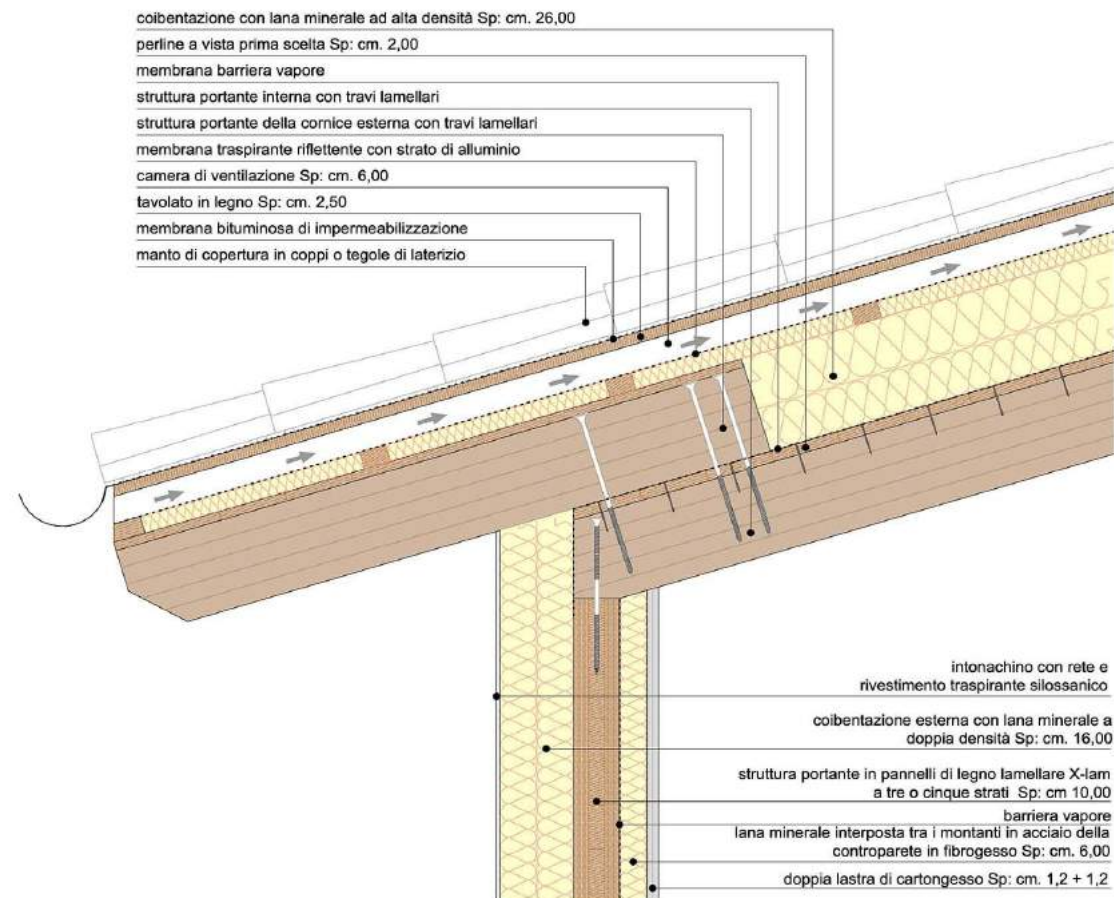 coibentazione con lana minerale ad alta densità Sp: cm. 26,00
perline a vista prima scelta Sp: cm. 2,00
membrana barriera vapore
struttura portante interna con travi lamellari
struttura portante della cornice esterna con travi lamellari
membrana traspirante riflettente con strato di alluminio
camera di ventilazione Sp: cm. 6,00
tavolato in legno Sp: cm. 2,50
membrana bituminosa di impermeabilizzazione
manto di copertura in coppi o tegole di laterizio
intonachino con rete e
rivestimento traspirante silossanico
coibentazione esterna con lana minerale a
doppia densità Sp: cm. 16,00
struttura portante in pannelli di legno lamellare X-lam
a tre o cinque strati Sp: cm 10,00
barriera vapore
lana minerale interposta tra i montanti in acciaio della
controparete in fibrogesso Sp: cm. 6,00
doppia lastra di cartongesso Sp: cm. 1,2 + 1,2